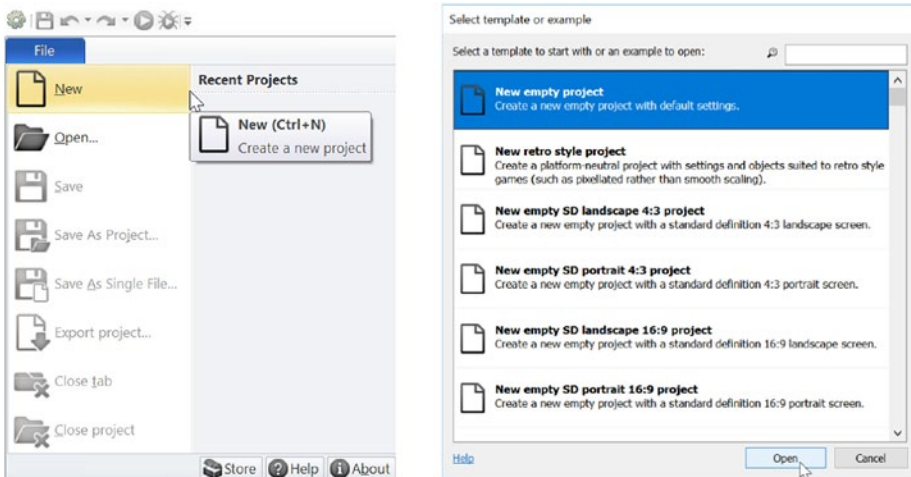 File
New
Recent Projects
New (Ctrl+N)
Create a new project
Open...
Save
Save As Project...
Save As Single File...
Export project...
Close tab
Close project
Store
Help
About
Select template or example
Select a template to start with or an example to open:
New empty project
Create a new empty project with default settings.
New retro style project
Create a platform-neutral project with settings and objects suited to retro style
games (such as pixellated rather than smooth scaling).
New empty SD landscape 4:3 project
Create a new empty project with a standard definition 4:3 landscape screen.
New empty SD portrait 4:3 project
Create a new empty project with a standard definition 4:3 portrait screen.
New empty SD landscape 16:9 project
Create a new empty project with a standard definition 16:9 landscape screen.
New empty SD portrait 16:9 project
Create a new empty project with a standard definition 16:9 portrait screen.
Help
Open
Cancel